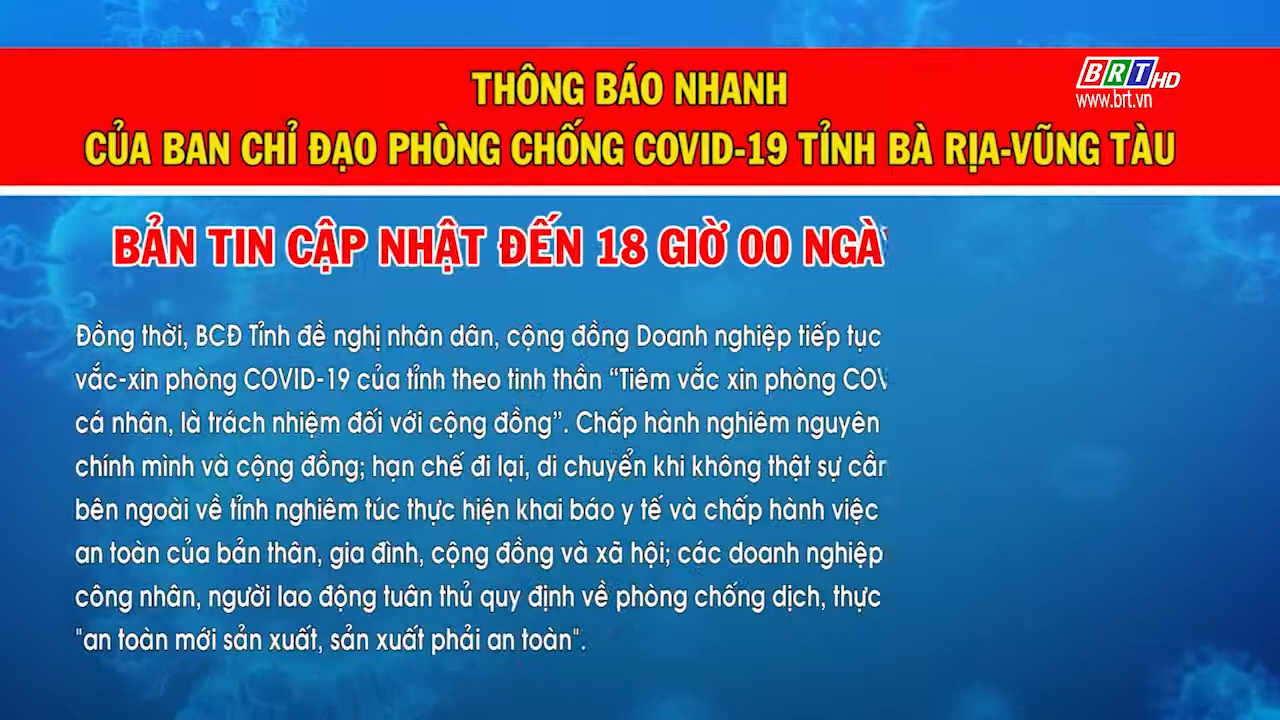 BRT HD
www.brt.vn
THÔNG BÁO NHANH
CỦA BAN CHỈ ĐẠO PHÒNG CHỐNG COVID-19 TỈNH BÀ RỊA-VŨNG TÀU
BẢN TIN CẬP NHẬT ĐẾN 18 GIỜ 00
Đồng thời, BCĐ Tỉnh đề nghị nhân dân, cộng đồng Doanh nghiệp tiếp tục
vắc-xin phòng COVID-19 của tỉnh theo tinh thần “Tiêm vắc xin phòng
cá nhân, là trách nhiệm đối với cộng đồng”. Chấp hành nghiêm nguyên
chính mình và cộng đồng; hạn chế đi lại, di chuyển khi không thật sự
bên ngoài về tỉnh nghiêm túc thực hiện khai báo y tế và chấp hành việc
an toàn của bản thân, gia đình, cộng đồng và xã hội; các doanh nghiệp
công nhân, người lao động tuân thủ quy định về phòng chống dịch, thực
"an toàn mới sản xuất, sản xuất phải an toàn".